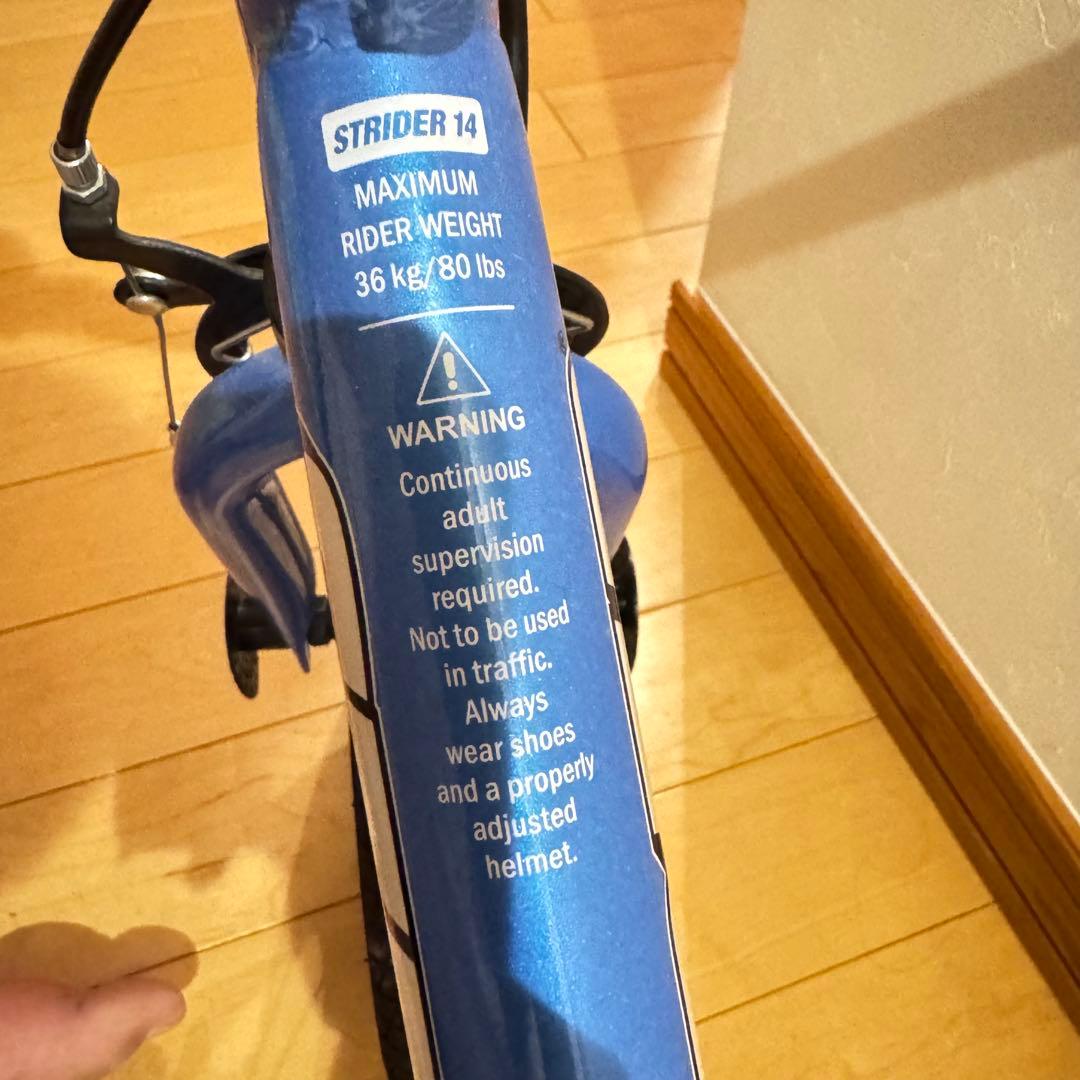 STRIDER 14
MAXIMUM
RIDER WEIGHT
36 kg/80 lbs
WARNING
Continuous
adult
supervision
required.
Not to be used
in traffic.
Always
wear shoes
and a properly
adjusted
helmet.